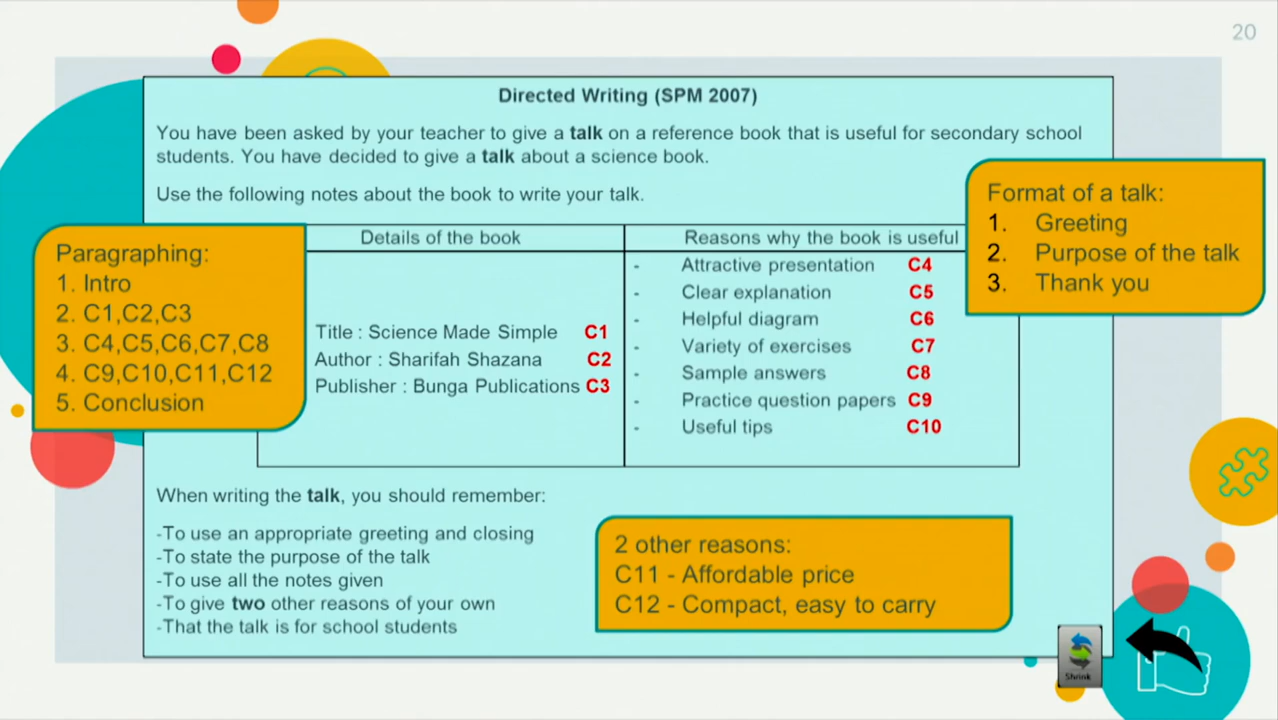 20
Directed Writing (SPM 2007)
You have been asked by your teacher to give a talk on a reference book that is useful for secondary school
students. You have decided to give a talk about a science book.
Use the following notes about the book to write your talk.
Format of a talk:
1. Greeting
2. Purpose of the talk
3. Thank you
Paragraphing:
1. Intro
2. C1,C2,C3
3. C4,C5,C6,C7,C8
4. C9,C10,C11,C12
5. Conclusion
Details of the book
Title : Science Made Simple C1
Author : Sharifah Shazana C2
Publisher : Bunga Publications C3
Reasons why the book is useful
- Attractive presentation C4
- Clear explanation C5
- Helpful diagram C6
- Variety of exercises C7
- Sample answers C8
- Practice question papers C9
- Useful tips C10
When writing the talk, you should remember:
-To use an appropriate greeting and closing
-To state the purpose of the talk
-To use all the notes given
-To give two other reasons of your own
-That the talk is for school students
2 other reasons:
C11 - Affordable price
C12 - Compact, easy to carry
Shrink